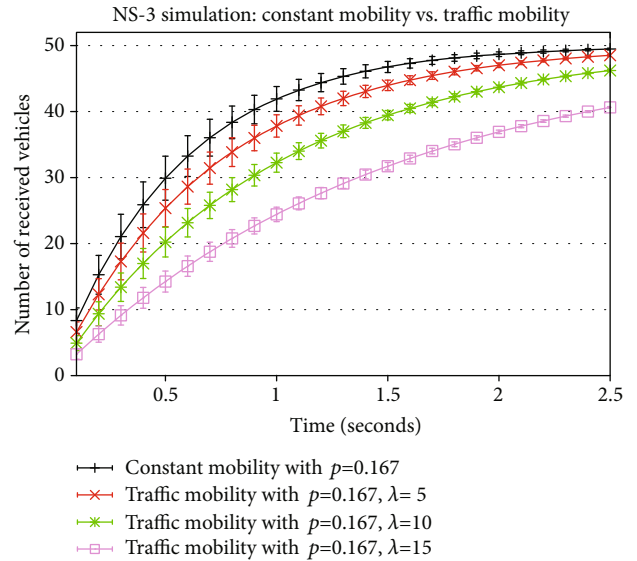 NS-3 simulation: constant mobility vs. traffic mobility
50
40
30
20
10
0
Number of received vehicles
0.5
1
1.5
2
2.5
Time (seconds)
Constant mobility with p=0.167
Traffic mobility with p=0.167, λ= 5
Traffic mobility with p=0.167, λ=10
Traffic mobility with p=0.167, λ=15